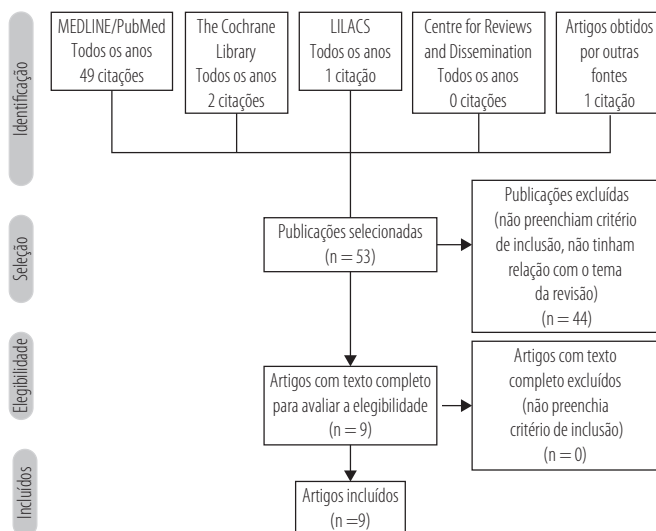 Identificação
MEDLINE/PubMed
Todos os anos
49 citações
The Cochrane
Library
Todos os anos
2 citações
LILACS
Todos os anos
1 citação
Centre for Reviews
and Dissemination
Todos os anos
0 citações
Artigos obtidos
por outras
fontes
1 citação
Seleção
Publicações selecionadas
(n = 53)
Publicações excluídas
(não preenchiam critério
de inclusão, não tinham
relação com o tema
da revisão)
(n = 44)
Elegibilidade
Artigos com texto completo
para avaliar a elegibilidade
(n = 9)
Artigos com texto
completo excluídos
(não preenchia
critério de inclusão)
(n = 0)
Incluídos
Artigos incluídos
(n =9)